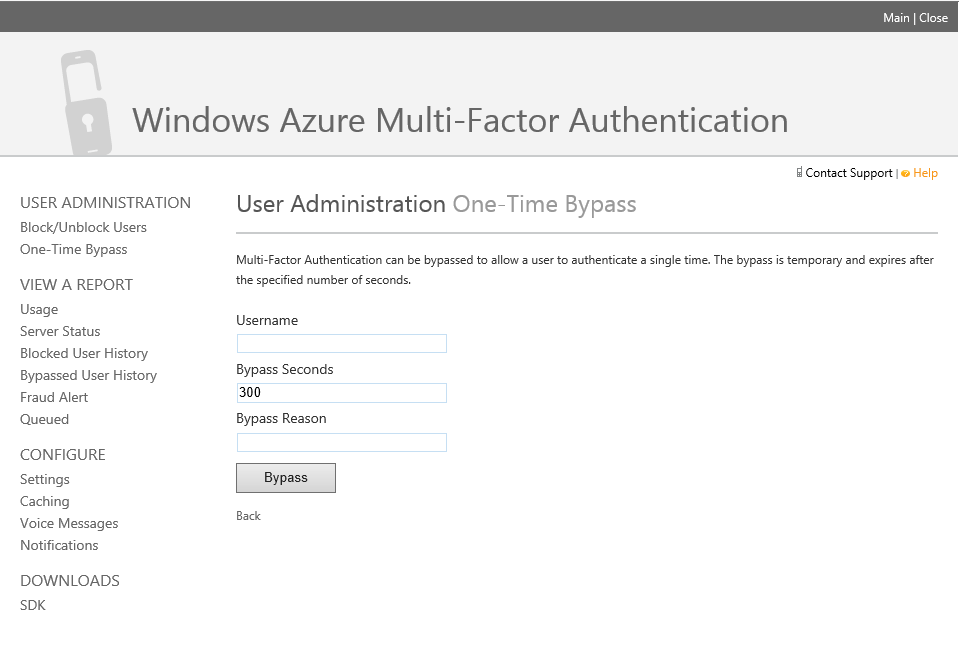 Main | Close
Windows Azure Multi-Factor Authentication
Contact Support | Help
USER ADMINISTRATION
Block/Unblock Users
One-Time Bypass
VIEW A REPORT
Usage
Server Status
Blocked User History
Bypassed User History
Fraud Alert
Queued
CONFIGURE
Settings
Caching
Voice Messages
Notifications
DOWNLOADS
SDK
User Administration One-Time Bypass
Multi-Factor Authentication can be bypassed to allow a user to authenticate a single time. The bypass is temporary and expires after
the specified number of seconds.
Username
Bypass Seconds
300
Bypass Reason
Bypass
Back